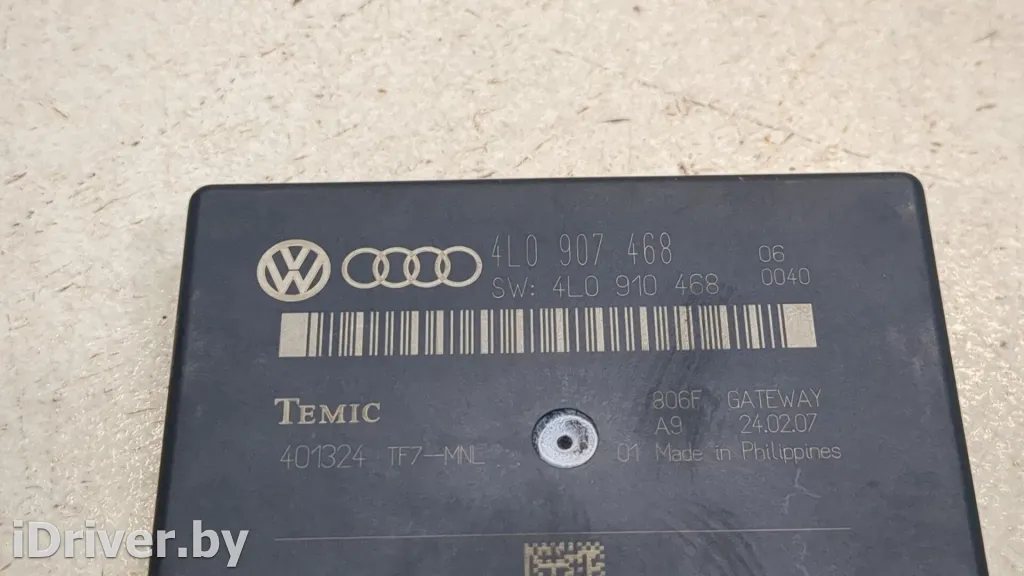 4L0 907 468 06
SW: 4L0 910 468 0040
TEMIC 806F GATEWAY
A9 24.02.07
401324 TF7-MNL 01 Made in Philippines
iDriver.by